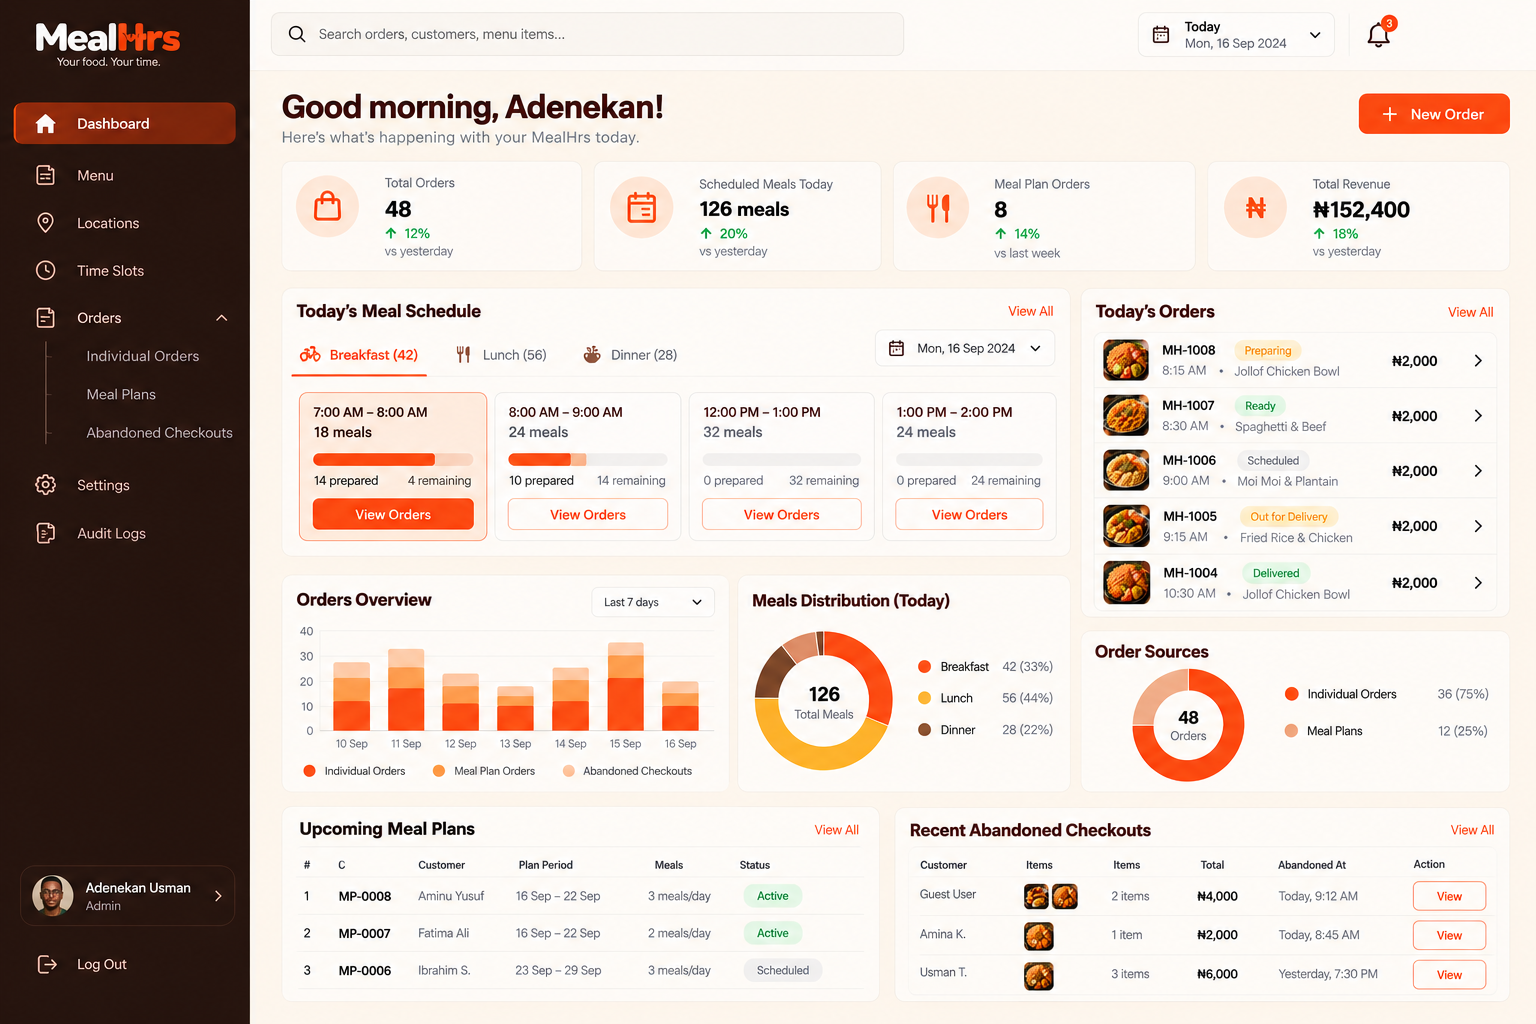 MealHrs
Your food. Your time.
Dashboard
Menu
Locations
Time Slots
Orders
Individual Orders
Meal Plans
Abandoned Checkouts
Settings
Audit Logs
Adenekan Usman
Admin
Log Out
Search orders, customers, menu items...
Today
Mon, 16 Sep 2024
3
Good morning, Adenekan!
Here's what's happening with your MealHrs today.
+ New Order
Total Orders
48
↑ 12%
vs yesterday
Scheduled Meals Today
126 meals
↑ 20%
vs yesterday
Meal Plan Orders
8
↑ 14%
vs last week
₦
Total Revenue
₦152,400
↑ 18%
vs yesterday
Today's Meal Schedule
View All
Breakfast (42)
Lunch (56)
Dinner (28)
Mon, 16 Sep 2024
7:00 AM – 8:00 AM
18 meals
14 prepared 4 remaining
View Orders
8:00 AM – 9:00 AM
24 meals
10 prepared 14 remaining
View Orders
12:00 PM – 1:00 PM
32 meals
0 prepared 32 remaining
View Orders
1:00 PM – 2:00 PM
24 meals
0 prepared 24 remaining
View Orders
Today's Orders
View All
MH-1008 Preparing
8:15 AM • Jollof Chicken Bowl
₦2,000
MH-1007 Ready
8:30 AM • Spaghetti & Beef
₦2,000
MH-1006 Scheduled
9:00 AM • Moi Moi & Plantain
₦2,000
MH-1005 Out for Delivery
9:15 AM • Fried Rice & Chicken
₦2,000
MH-1004 Delivered
10:30 AM • Jollof Chicken Bowl
₦2,000
Orders Overview
Last 7 days
40
30
20
10
0
10 Sep 11 Sep 12 Sep 13 Sep 14 Sep 15 Sep 16 Sep
Individual Orders Meal Plan Orders Abandoned Checkouts
Meals Distribution (Today)
126
Total Meals
Breakfast 42 (33%)
Lunch 56 (44%)
Dinner 28 (22%)
Order Sources
48
Orders
Individual Orders 36 (75%)
Meal Plans 12 (25%)
Upcoming Meal Plans
View All
# C Customer Plan Period Meals Status
1 MP-0008 Aminu Yusuf 16 Sep – 22 Sep 3 meals/day Active
2 MP-0007 Fatima Ali 16 Sep – 22 Sep 2 meals/day Active
3 MP-0006 Ibrahim S. 23 Sep – 29 Sep 3 meals/day Scheduled
Recent Abandoned Checkouts
View All
Customer Items Items Total Abandoned At Action
Guest User 2 items ₦4,000 Today, 9:12 AM View
Amina K. 1 item ₦2,000 Today, 8:45 AM View
Usman T. 3 items ₦6,000 Yesterday, 7:30 PM View